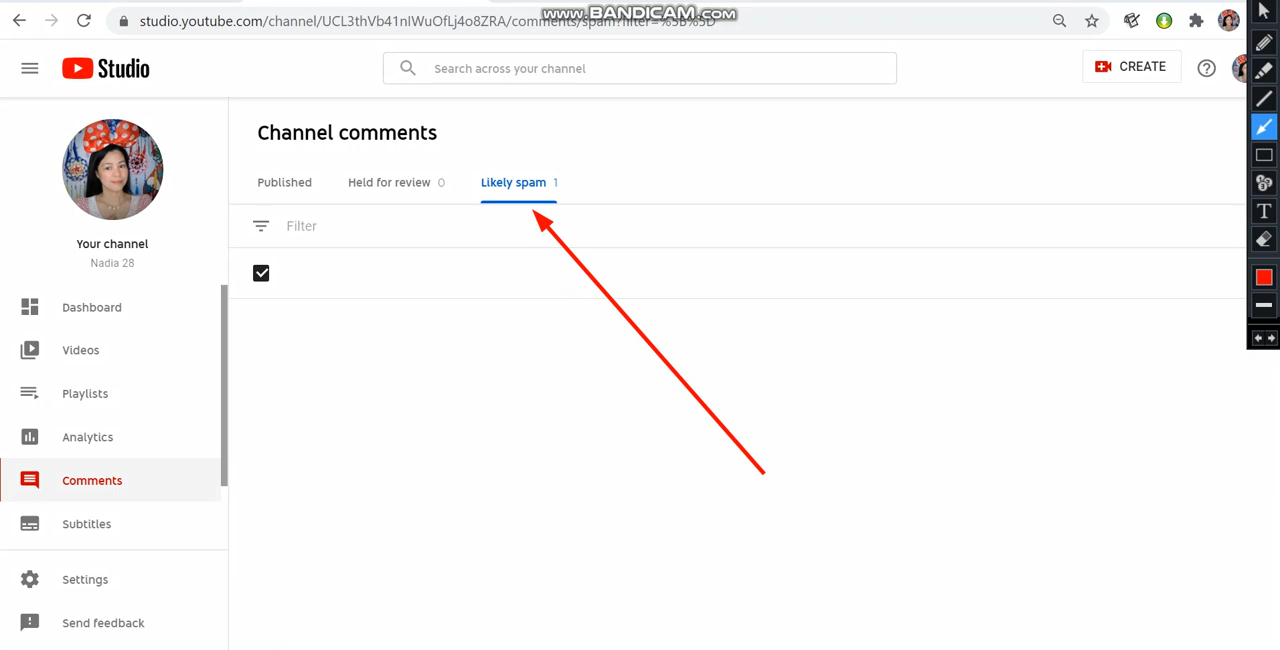 studio.youtube.com/channel/UCL3thVb41nIWuOfLj4o8ZRA/comments/spam?filter=%5B%5D
www.BANDICAM.com
Studio
Search across your channel
CREATE
Channel comments
Published
Held for review 0
Likely spam 1
Filter
Your channel
Nadia 28
Dashboard
Videos
Playlists
Analytics
Comments
Subtitles
Settings
Send feedback